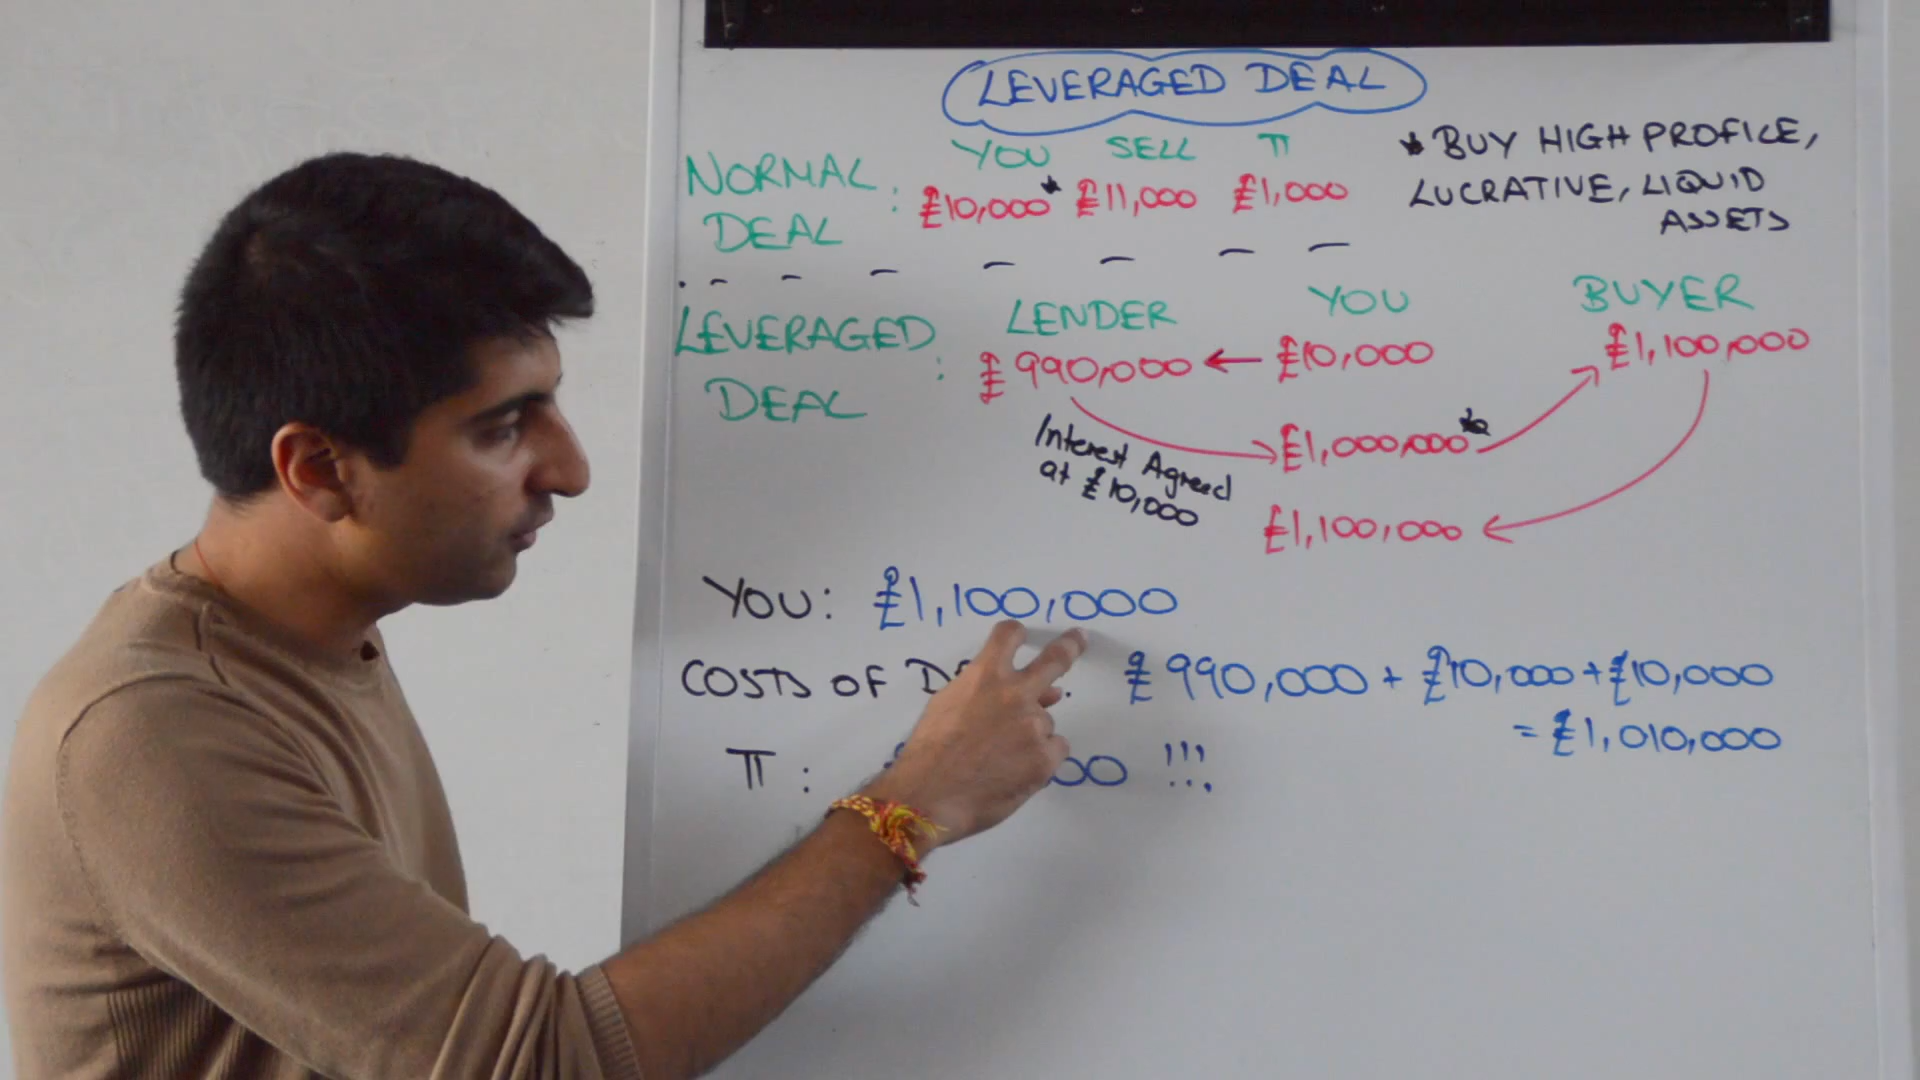 LEVERAGED DEAL
YOU SELL π
NORMAL DEAL : £10,000* £11,000 £1,000
* BUY HIGH PROFILE,
LUCRATIVE, LIQUID
ASSETS
LENDER YOU BUYER
LEVERAGED DEAL : £990,000 ← £10,000 £1,100,000
£1,000,000*
Interest Agreed
at £10,000
£1,100,000
YOU: £1,100,000
COSTS OF : £990,000 + £10,000 + £10,000
= £1,010,000
π : !!!